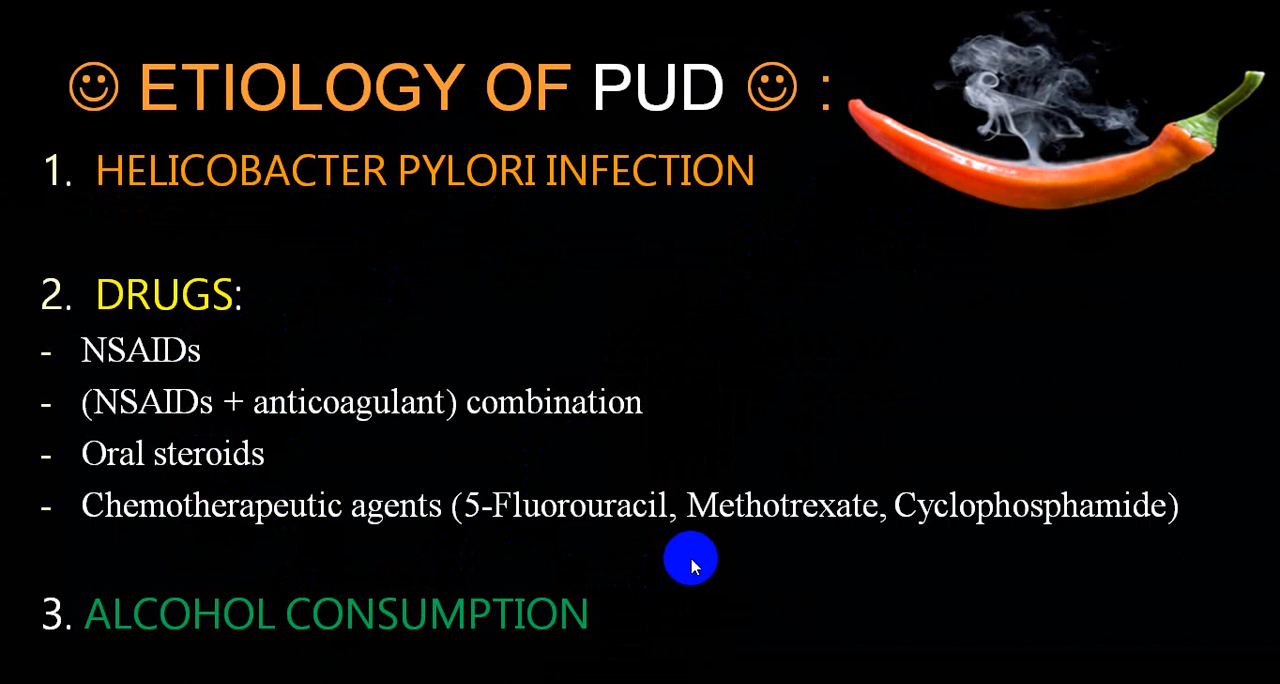 ☺ ETIOLOGY OF PUD ☺ :
1. HELICOBACTER PYLORI INFECTION
2. DRUGS:
- NSAIDs
- (NSAIDs + anticoagulant) combination
- Oral steroids
- Chemotherapeutic agents (5-Fluorouracil, Methotrexate, Cyclophosphamide)
3. ALCOHOL CONSUMPTION